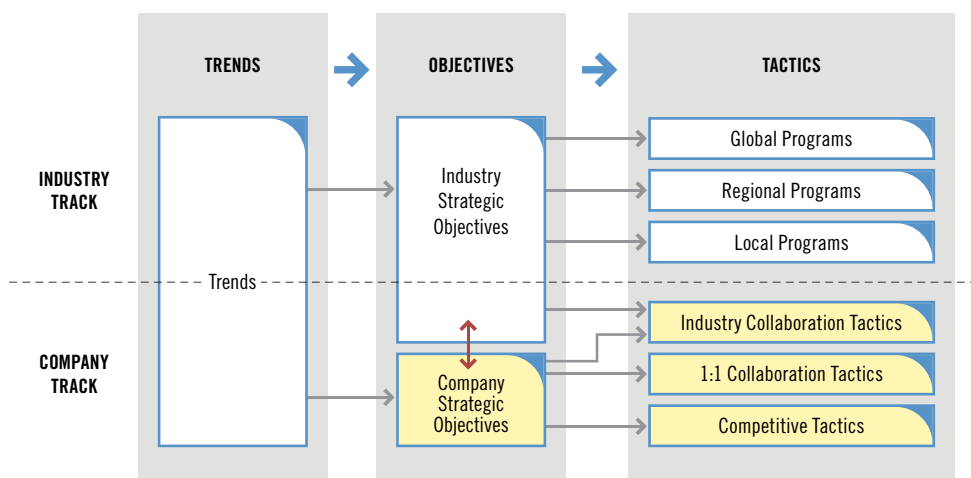 TRENDS
OBJECTIVES
TACTICS
INDUSTRY
TRACK
Trends
Industry
Strategic
Objectives
Global Programs
Regional Programs
Local Programs
COMPANY
TRACK
Company
Strategic
Objectives
Industry Collaboration Tactics
1:1 Collaboration Tactics
Competitive Tactics